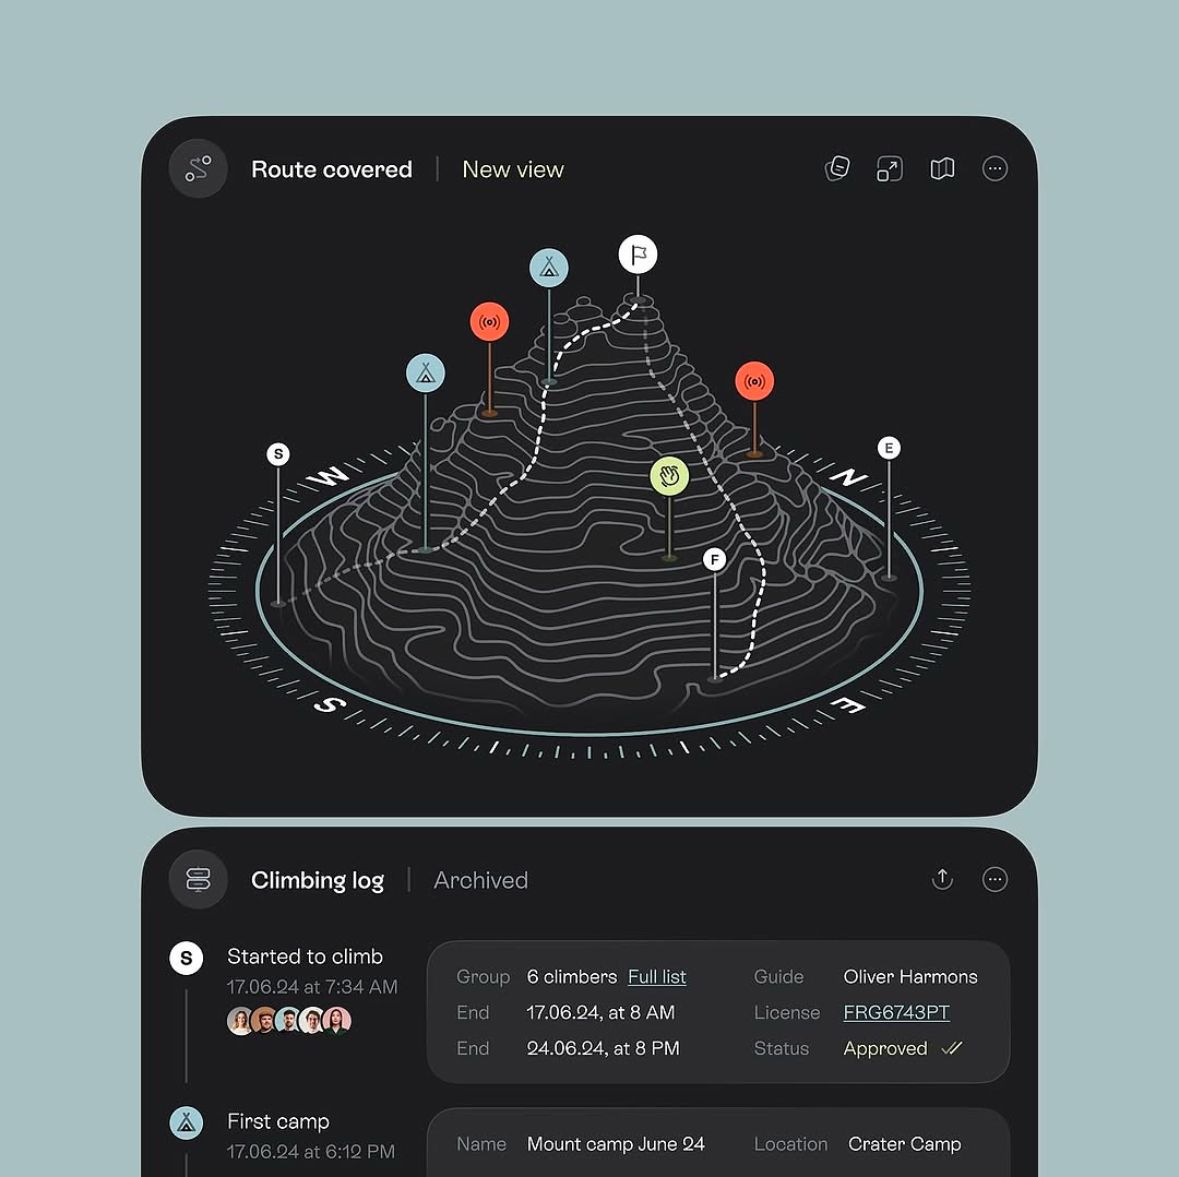 Route covered | New view
S
W
N
E
F
S
E
Climbing log | Archived
S
Started to climb
17.06.24 at 7:34 AM
Group 6 climbers Full list
Guide Oliver Harmons
End 17.06.24, at 8 AM
License FRG6743PT
End 24.06.24, at 8 PM
Status Approved
First camp
17.06.24 at 6:12 PM
Name Mount camp June 24
Location Crater Camp